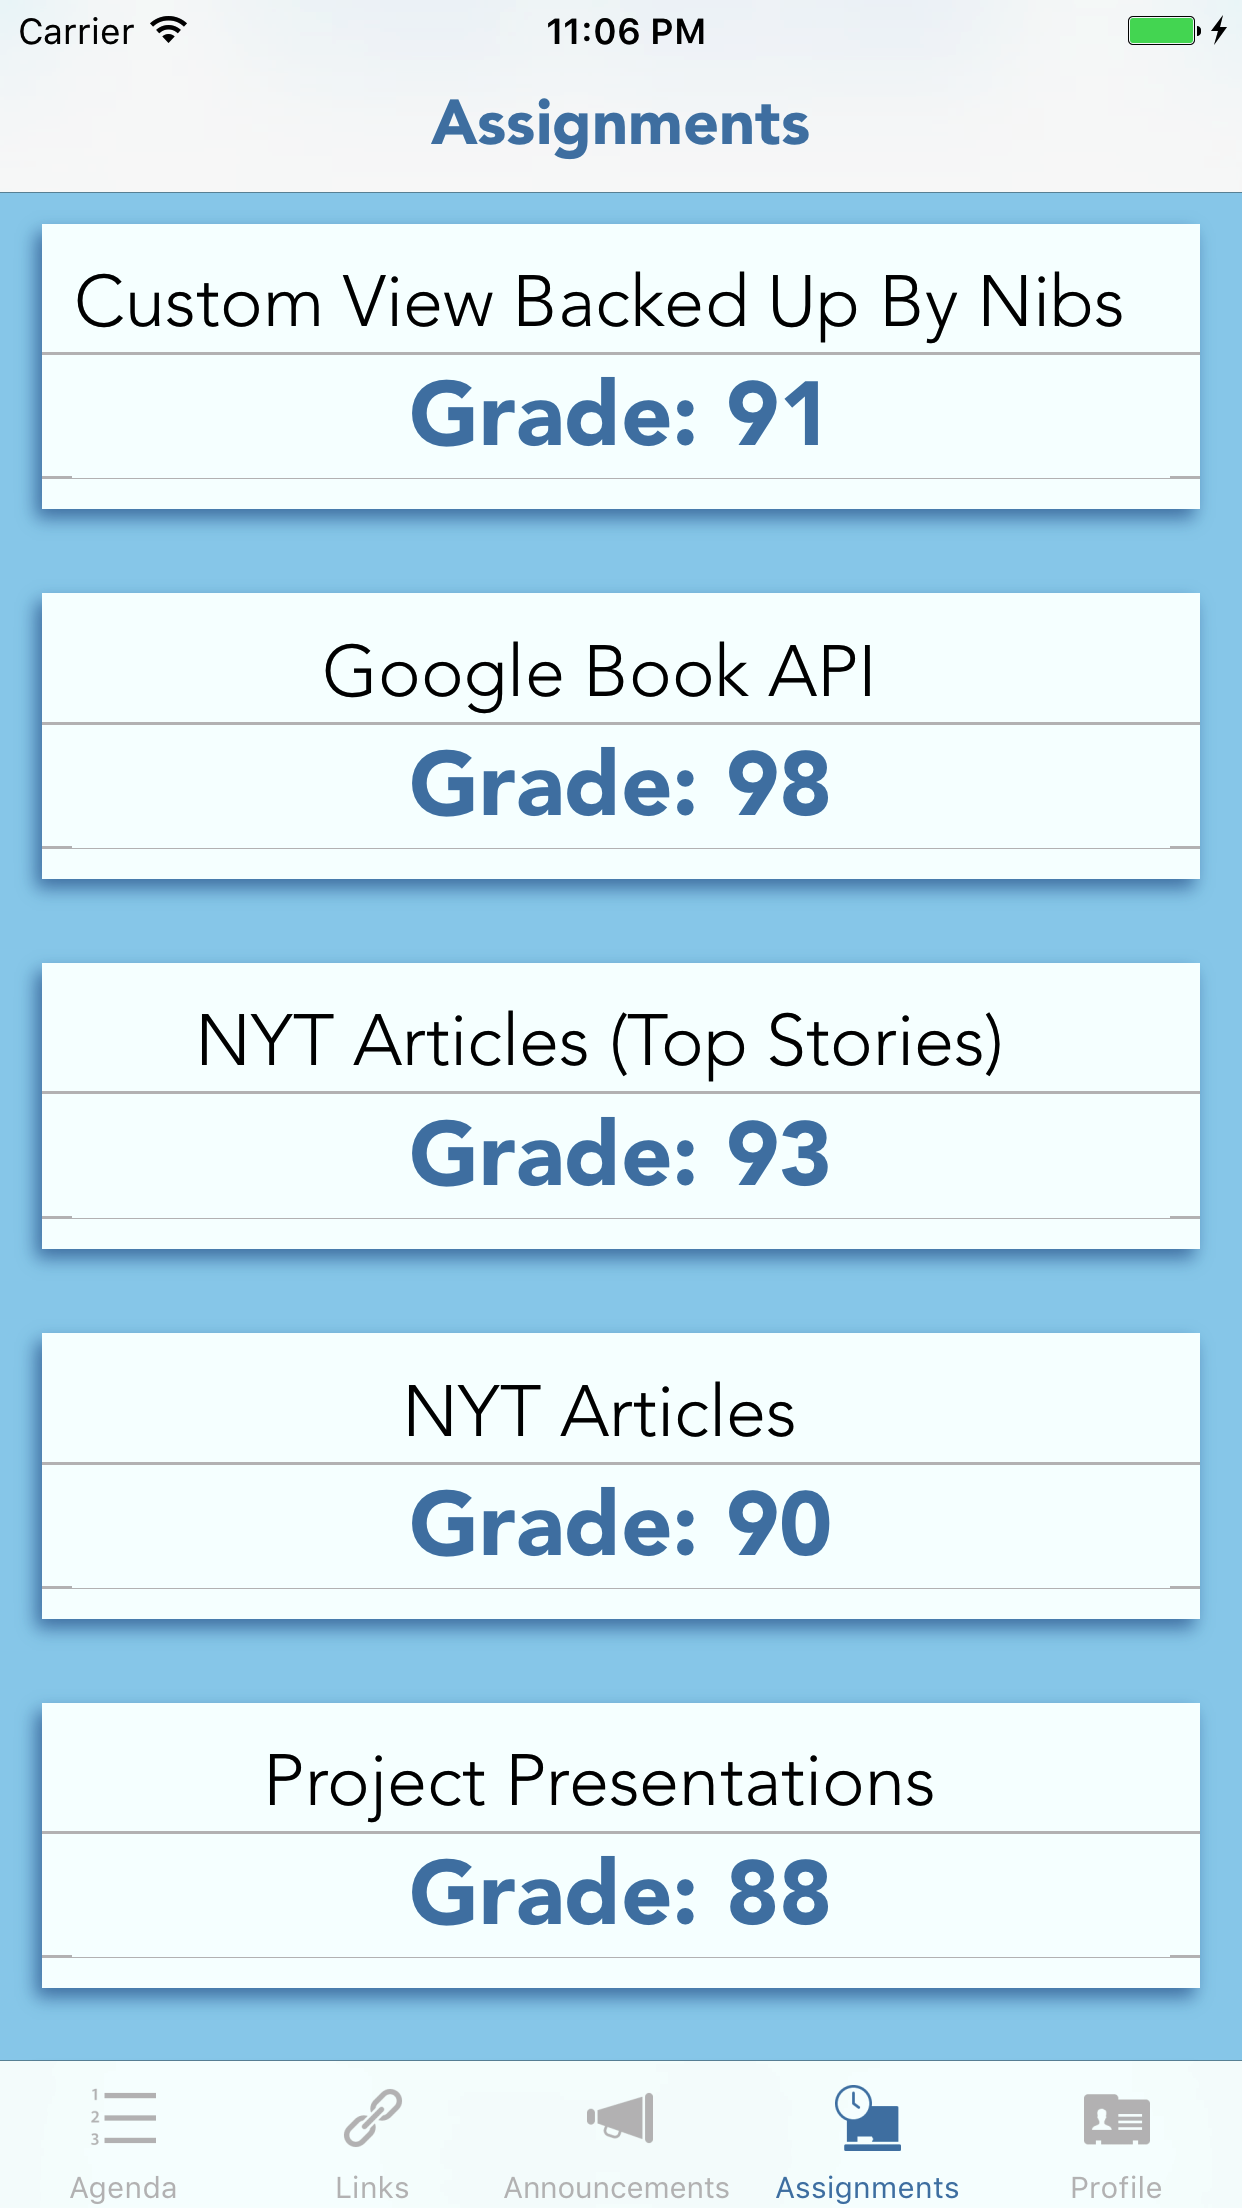 Carrier 11:06 PM
Assignments
Custom View Backed Up By Nibs
Grade: 91
Google Book API
Grade: 98
NYT Articles (Top Stories)
Grade: 93
NYT Articles
Grade: 90
Project Presentations
Grade: 88
1
2
3
Agenda Links Announcements Assignments Profile